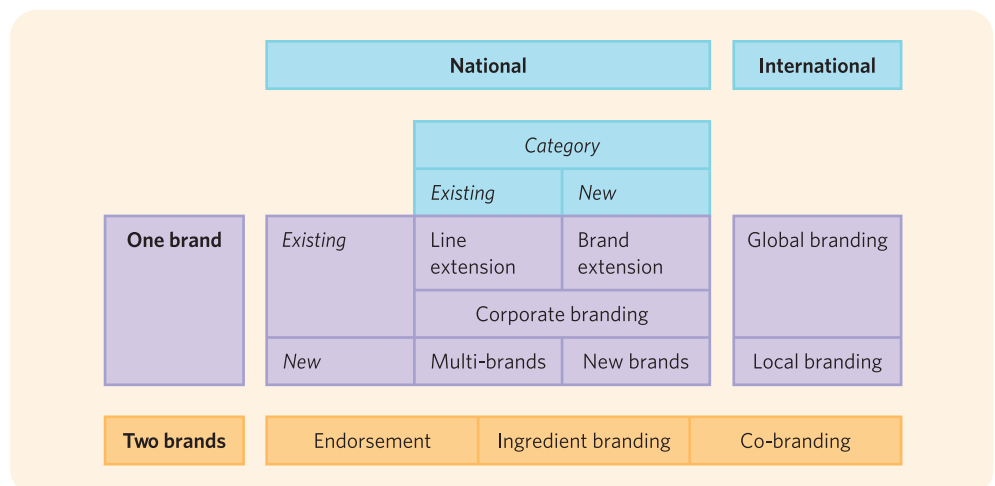 National
International
Category
Existing
New
One brand
Existing
Line
extension
Brand
extension
Global branding
Corporate branding
New
Multi-brands
New brands
Local branding
Two brands
Endorsement
Ingredient branding
Co-branding